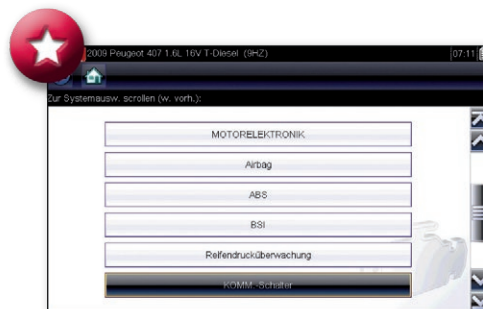 2009 Peugeot 407 1.6L 16V T-Diesel (9HZ) 07:11
Zur Systemausw. scrollen (w. vorh.):
MOTORELEKTRONIK
Airbag
ABS
BSI
Reifendrucküberwachung
KOMM.-Schalter